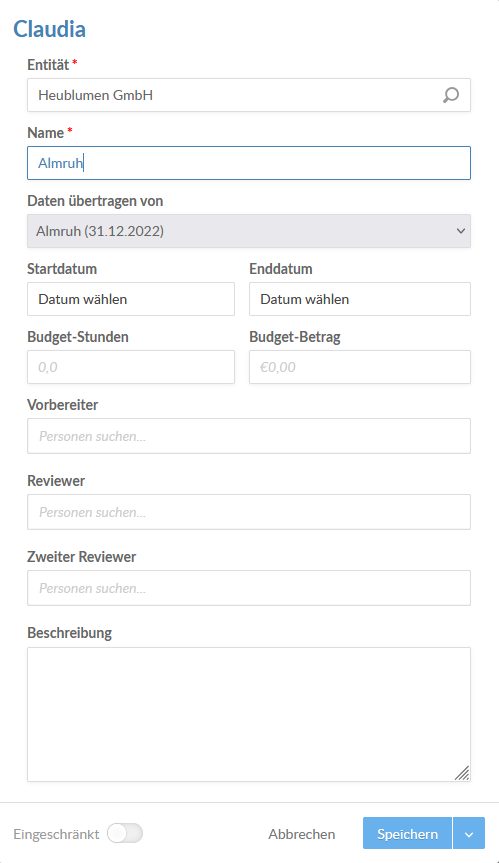 Claudia
Entität *
Heublumen GmbH
Name *
Almruh
Daten übertragen von
Almruh (31.12.2022)
Startdatum Enddatum
Datum wählen Datum wählen
Budget-Stunden Budget-Betrag
0,0 €0,00
Vorbereiter
Personen suchen...
Reviewer
Personen suchen...
Zweiter Reviewer
Personen suchen...
Beschreibung
Eingeschränkt Abbrechen Speichern